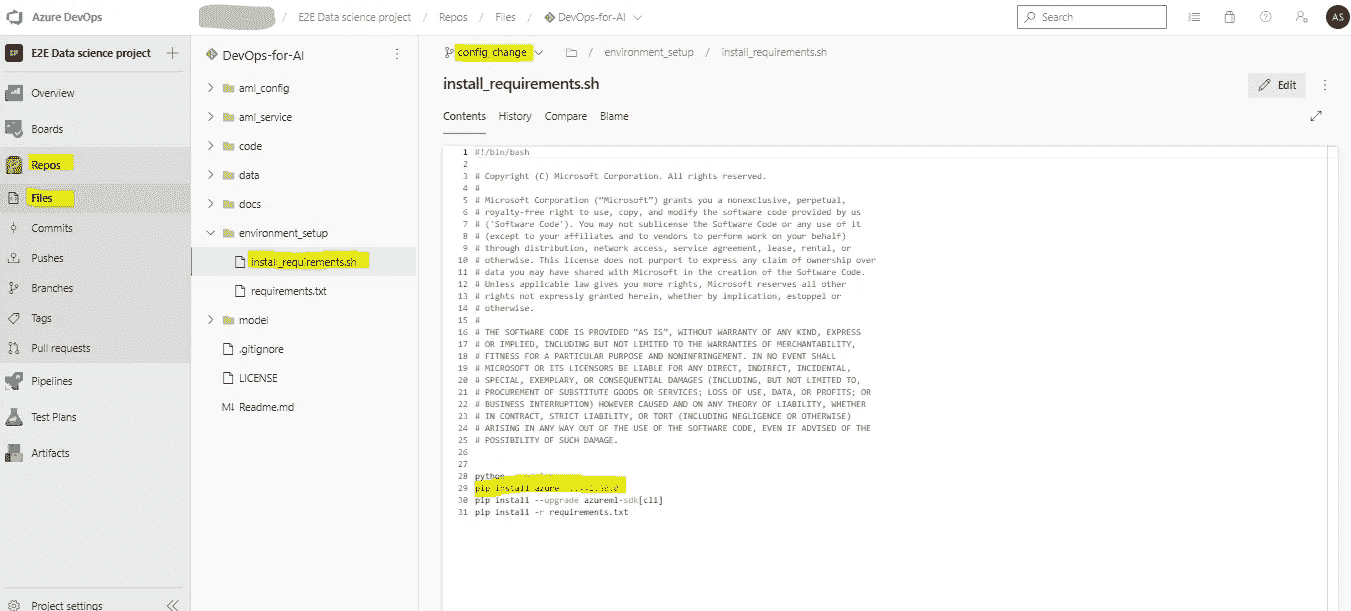 Azure DevOps
/ E2E Data science project / Repos / Files / DevOps-for-AI
Search
AS
EP E2E Data science project
Overview
Boards
Repos
Files
Commits
Pushes
Branches
Tags
Pull requests
Pipelines
Test Plans
Artifacts
Project settings
DevOps-for-AI
aml_config
aml_service
code
data
docs
environment_setup
install_requirements.sh
requirements.txt
model
.gitignore
LICENSE
M↓ Readme.md
config_change / environment_setup / install_requirements.sh
install_requirements.sh
Edit
Contents History Compare Blame
1 #!/bin/bash
2
3 # Copyright (C) Microsoft Corporation. All rights reserved.
4 #
5 # Microsoft Corporation (“Microsoft”) grants you a nonexclusive, perpetual,
6 # royalty-free right to use, copy, and modify the software code provided by us
7 # ('Software Code'). You may not sublicense the Software Code or any use of it
8 # (except to your affiliates and to vendors to perform work on your behalf)
9 # through distribution, network access, service agreement, lease, rental, or
10 # otherwise. This license does not purport to express any claim of ownership over
11 # data you may have shared with Microsoft in the creation of the Software Code.
12 # Unless applicable law gives you more rights, Microsoft reserves all other
13 # rights not expressly granted herein, whether by implication, estoppel or
14 # otherwise.
15 #
16 # THE SOFTWARE CODE IS PROVIDED “AS IS”, WITHOUT WARRANTY OF ANY KIND, EXPRESS
17 # OR IMPLIED, INCLUDING BUT NOT LIMITED TO THE WARRANTIES OF MERCHANTABILITY,
18 # FITNESS FOR A PARTICULAR PURPOSE AND NONINFRINGEMENT. IN NO EVENT SHALL
19 # MICROSOFT OR ITS LICENSORS BE LIABLE FOR ANY DIRECT, INDIRECT, INCIDENTAL,
20 # SPECIAL, EXEMPLARY, OR CONSEQUENTIAL DAMAGES (INCLUDING, BUT NOT LIMITED TO,
21 # PROCUREMENT OF SUBSTITUTE GOODS OR SERVICES; LOSS OF USE, DATA, OR PROFITS; OR
22 # BUSINESS INTERRUPTION) HOWEVER CAUSED AND ON ANY THEORY OF LIABILITY, WHETHER
23 # IN CONTRACT, STRICT LIABILITY, OR TORT (INCLUDING NEGLIGENCE OR OTHERWISE)
24 # ARISING IN ANY WAY OUT OF THE USE OF THE SOFTWARE CODE, EVEN IF ADVISED OF THE
25 # POSSIBILITY OF SUCH DAMAGE.
26
27
28 python
29 pip install azure
30 pip install --upgrade azureml-sdk[cli]
31 pip install -r requirements.txt